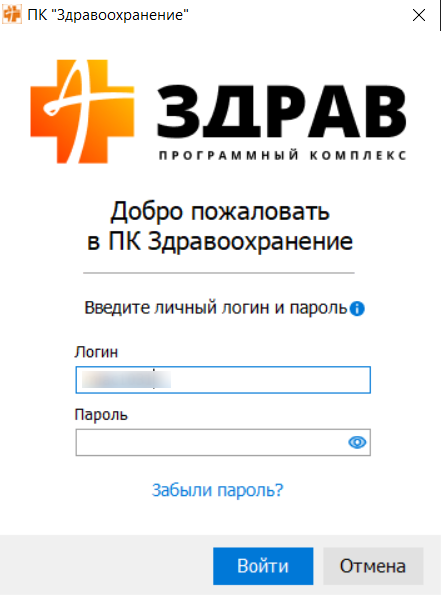 ПК "Здравоохранение"
ЗДРАВ
ПРОГРАММНЫЙ КОМПЛЕКС
Добро пожаловать
в ПК Здравоохранение
Введите личный логин и пароль
Логин
Пароль
Забыли пароль?
Войти
Отмена